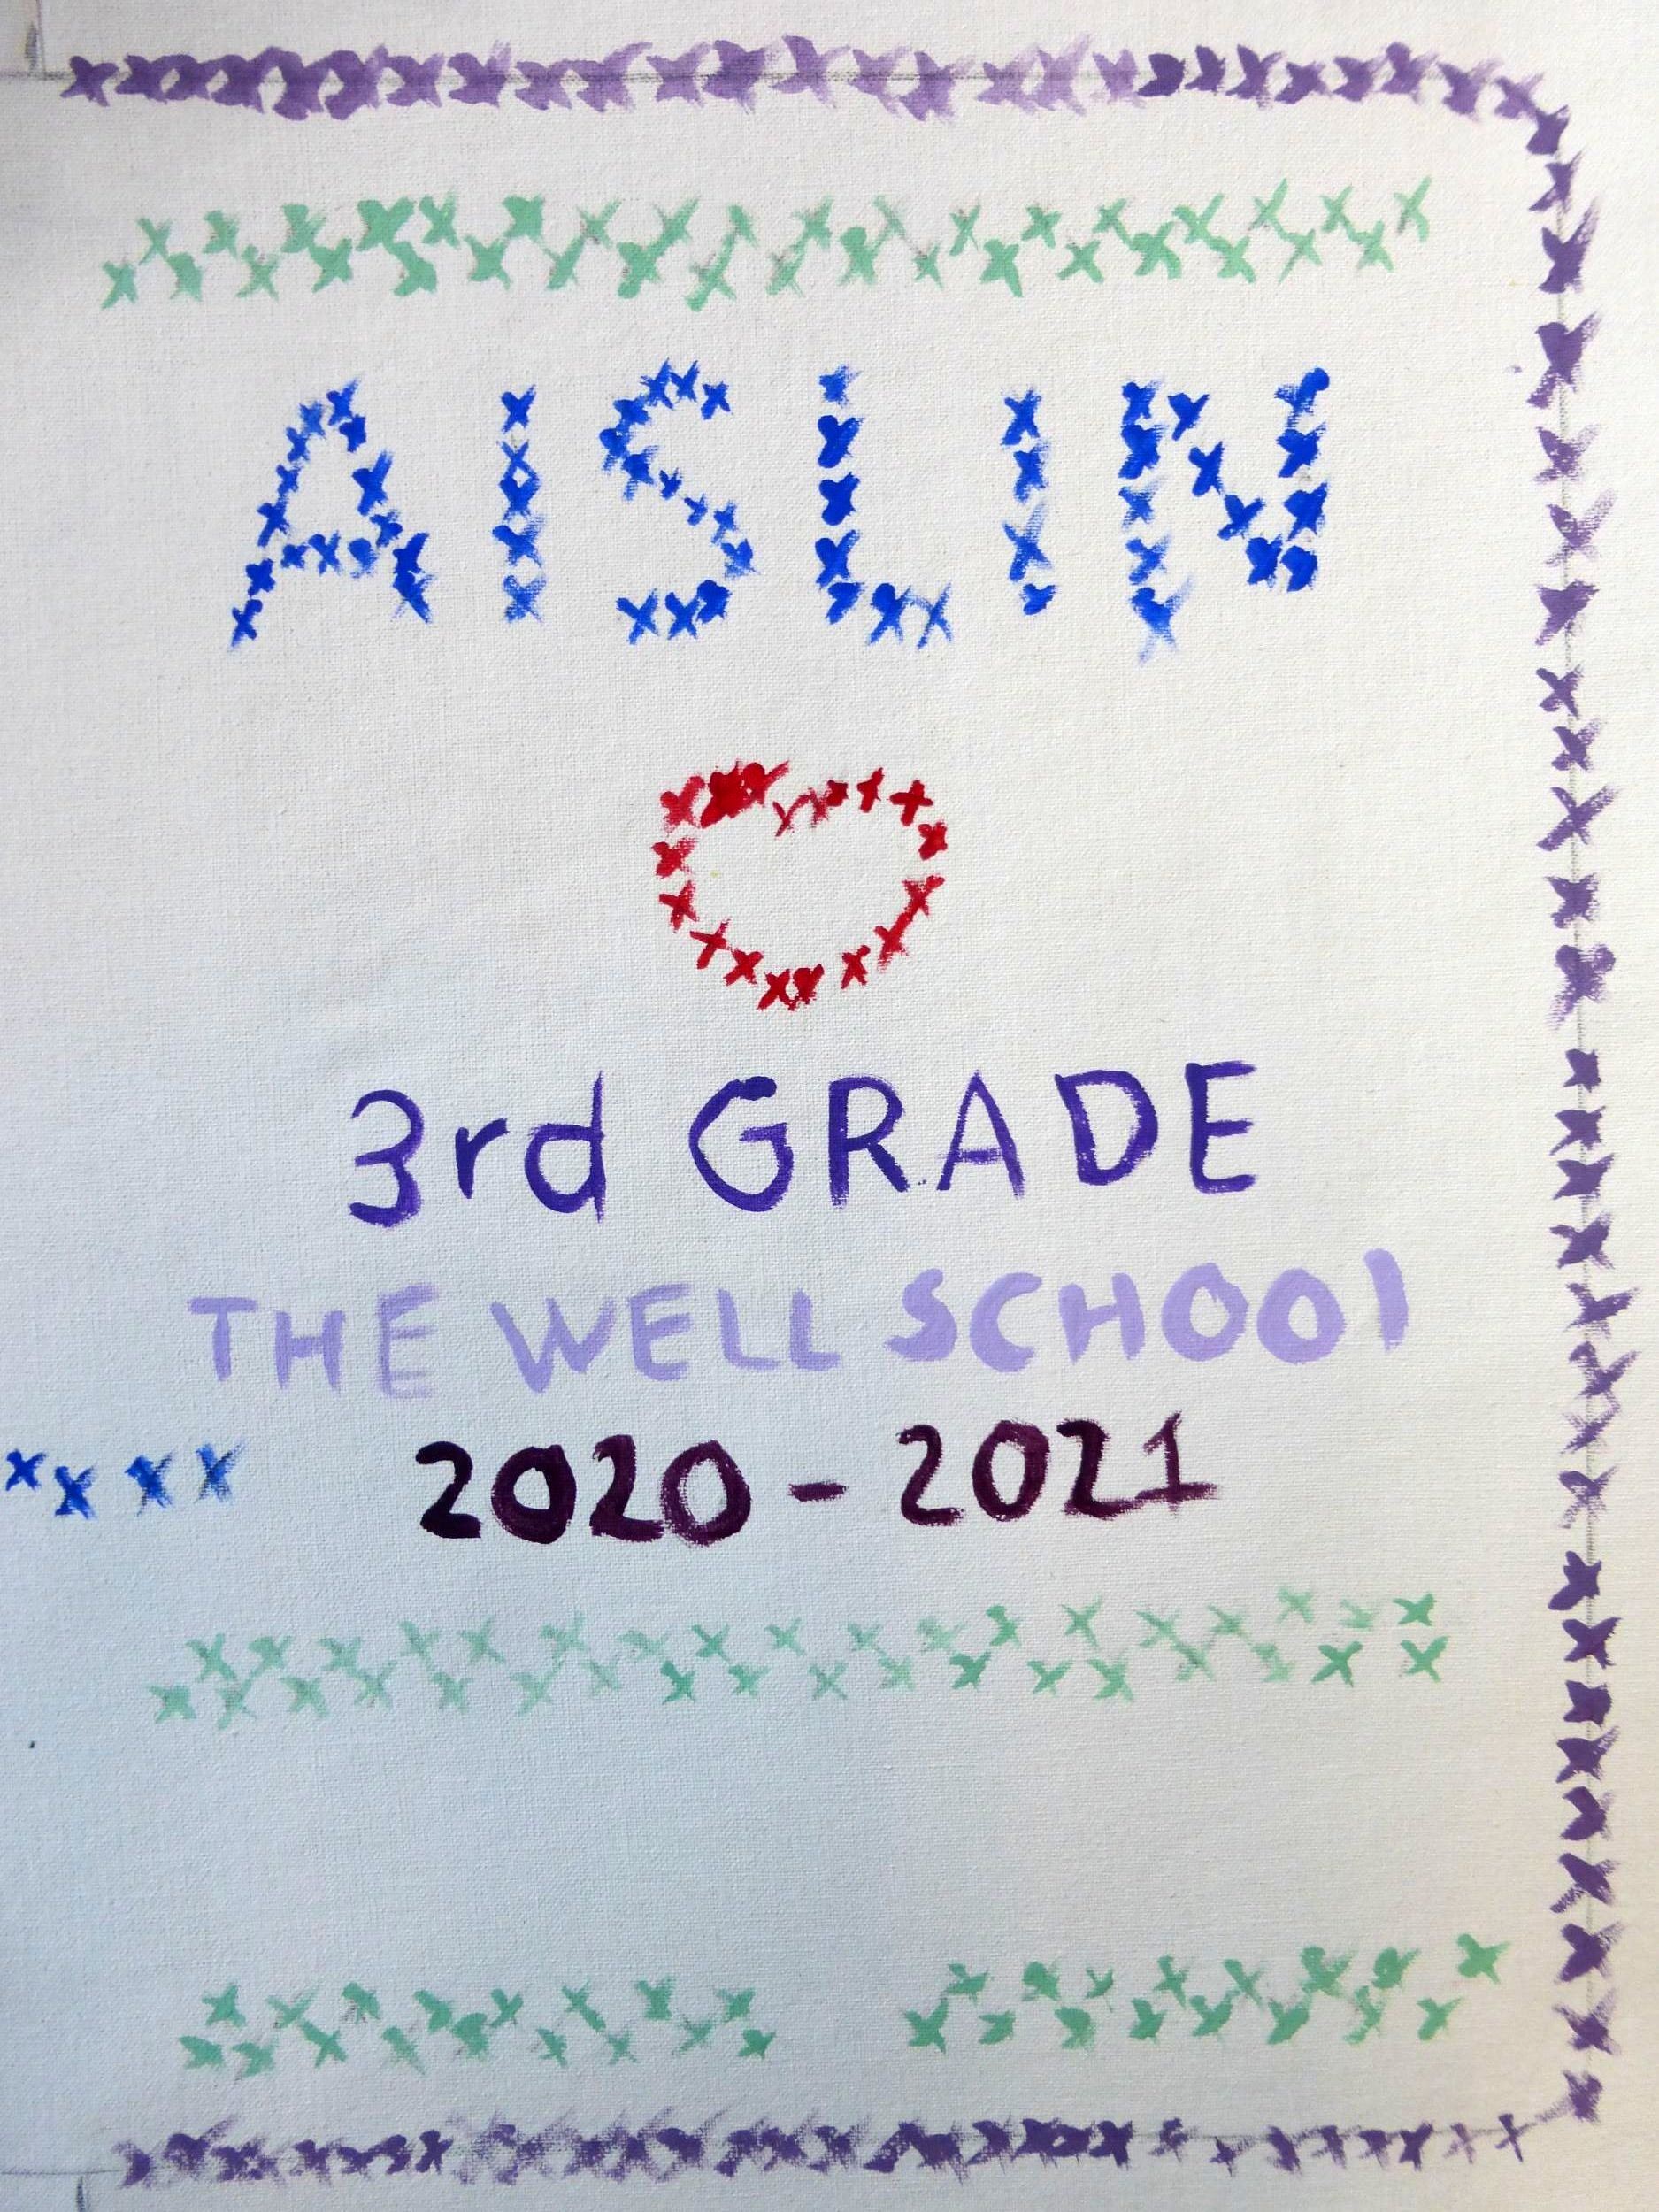 AISLIN
3rd GRADE
THE WELL SCHOOl
2020 - 2021